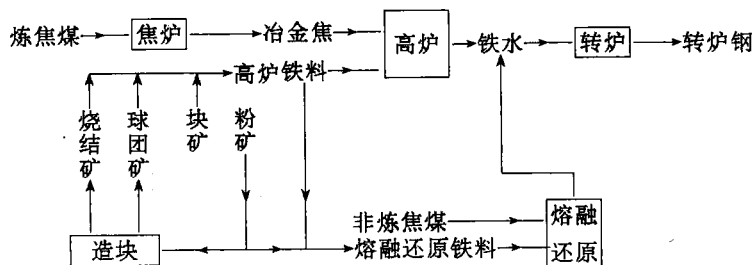 炼焦煤
焦炉
冶金焦
高炉
铁水
转炉
转炉钢
高炉铁料
烧结矿
球团矿
块矿
粉矿
非炼焦煤
熔融还原
造块
熔融还原铁料